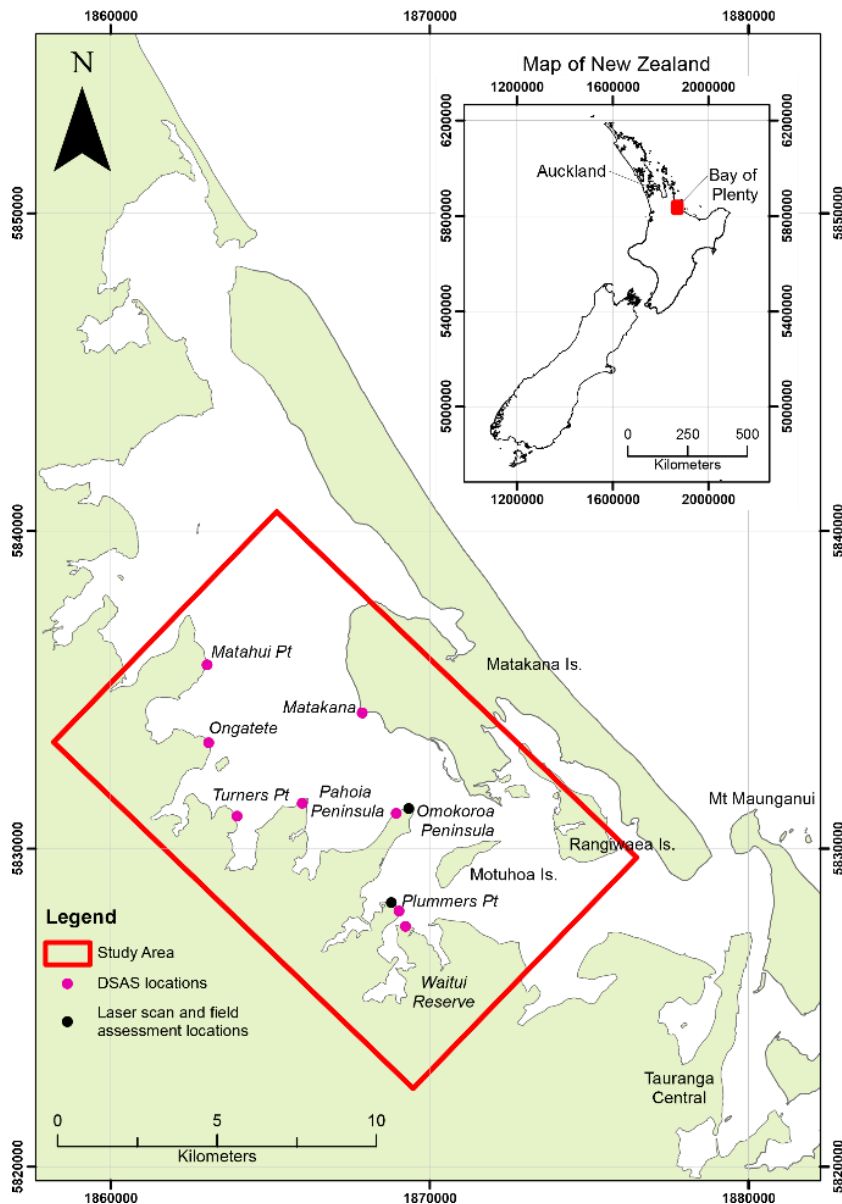 1860000
1870000
1880000
N
Map of New Zealand
1200000
1600000
2000000
6200000
5800000
5400000
5000000
6200000
5800000
5400000
5000000
Auckland
Bay of
Plenty
0
250
500
Kilometers
1200000
1600000
2000000
5850000
5850000
5840000
5840000
Matahui Pt
Matakana Is.
Matakana
Ongatete
Turners Pt
Pahoia
Peninsula
Omokoroa
Peninsula
Mt Maunganui
5830000
5830000
Rangiwaea Is.
Motuhoa Is.
Plummers Pt
Waitui
Reserve
Legend
Study Area
DSAS locations
Laser scan and field
assessment locations
Tauranga
Central
0
5
10
Kilometers
5820000
5820000
1860000
1870000
1880000